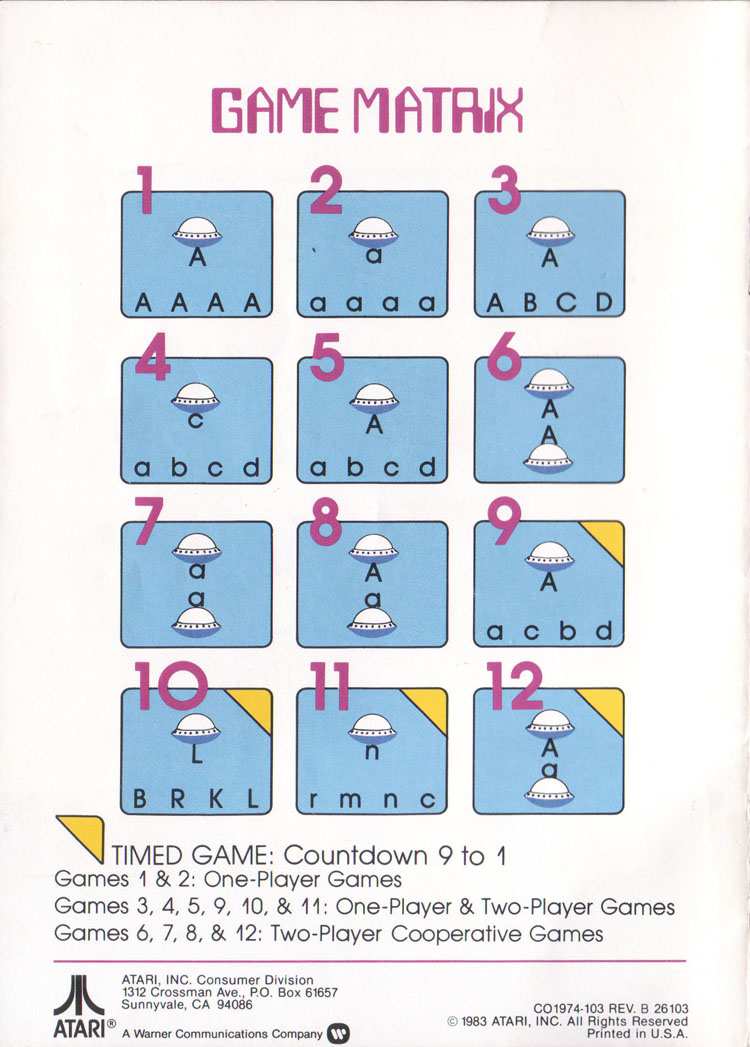 GAME MATRIX
1 2 3
A A a A
A A A A a a a a A B C D
4 5 6
c A A
A
a b c d a b c d
7 8 9
a A A
a a
a c b d
10 11 12
L n A
a
B R K L r m n c
TIMED GAME: Countdown 9 to 1
Games 1 & 2: One-Player Games
Games 3, 4, 5, 9, 10, & 11: One-Player & Two-Player Games
Games 6, 7, 8, & 12: Two-Player Cooperative Games
ATARI, INC. Consumer Division
1312 Crossman Ave., P.O. Box 61657
Sunnyvale, CA 94086
ATARI® A Warner Communications Company
CO1974-103 REV. B 26103
© 1983 ATARI, INC. All Rights Reserved
Printed in U.S.A.